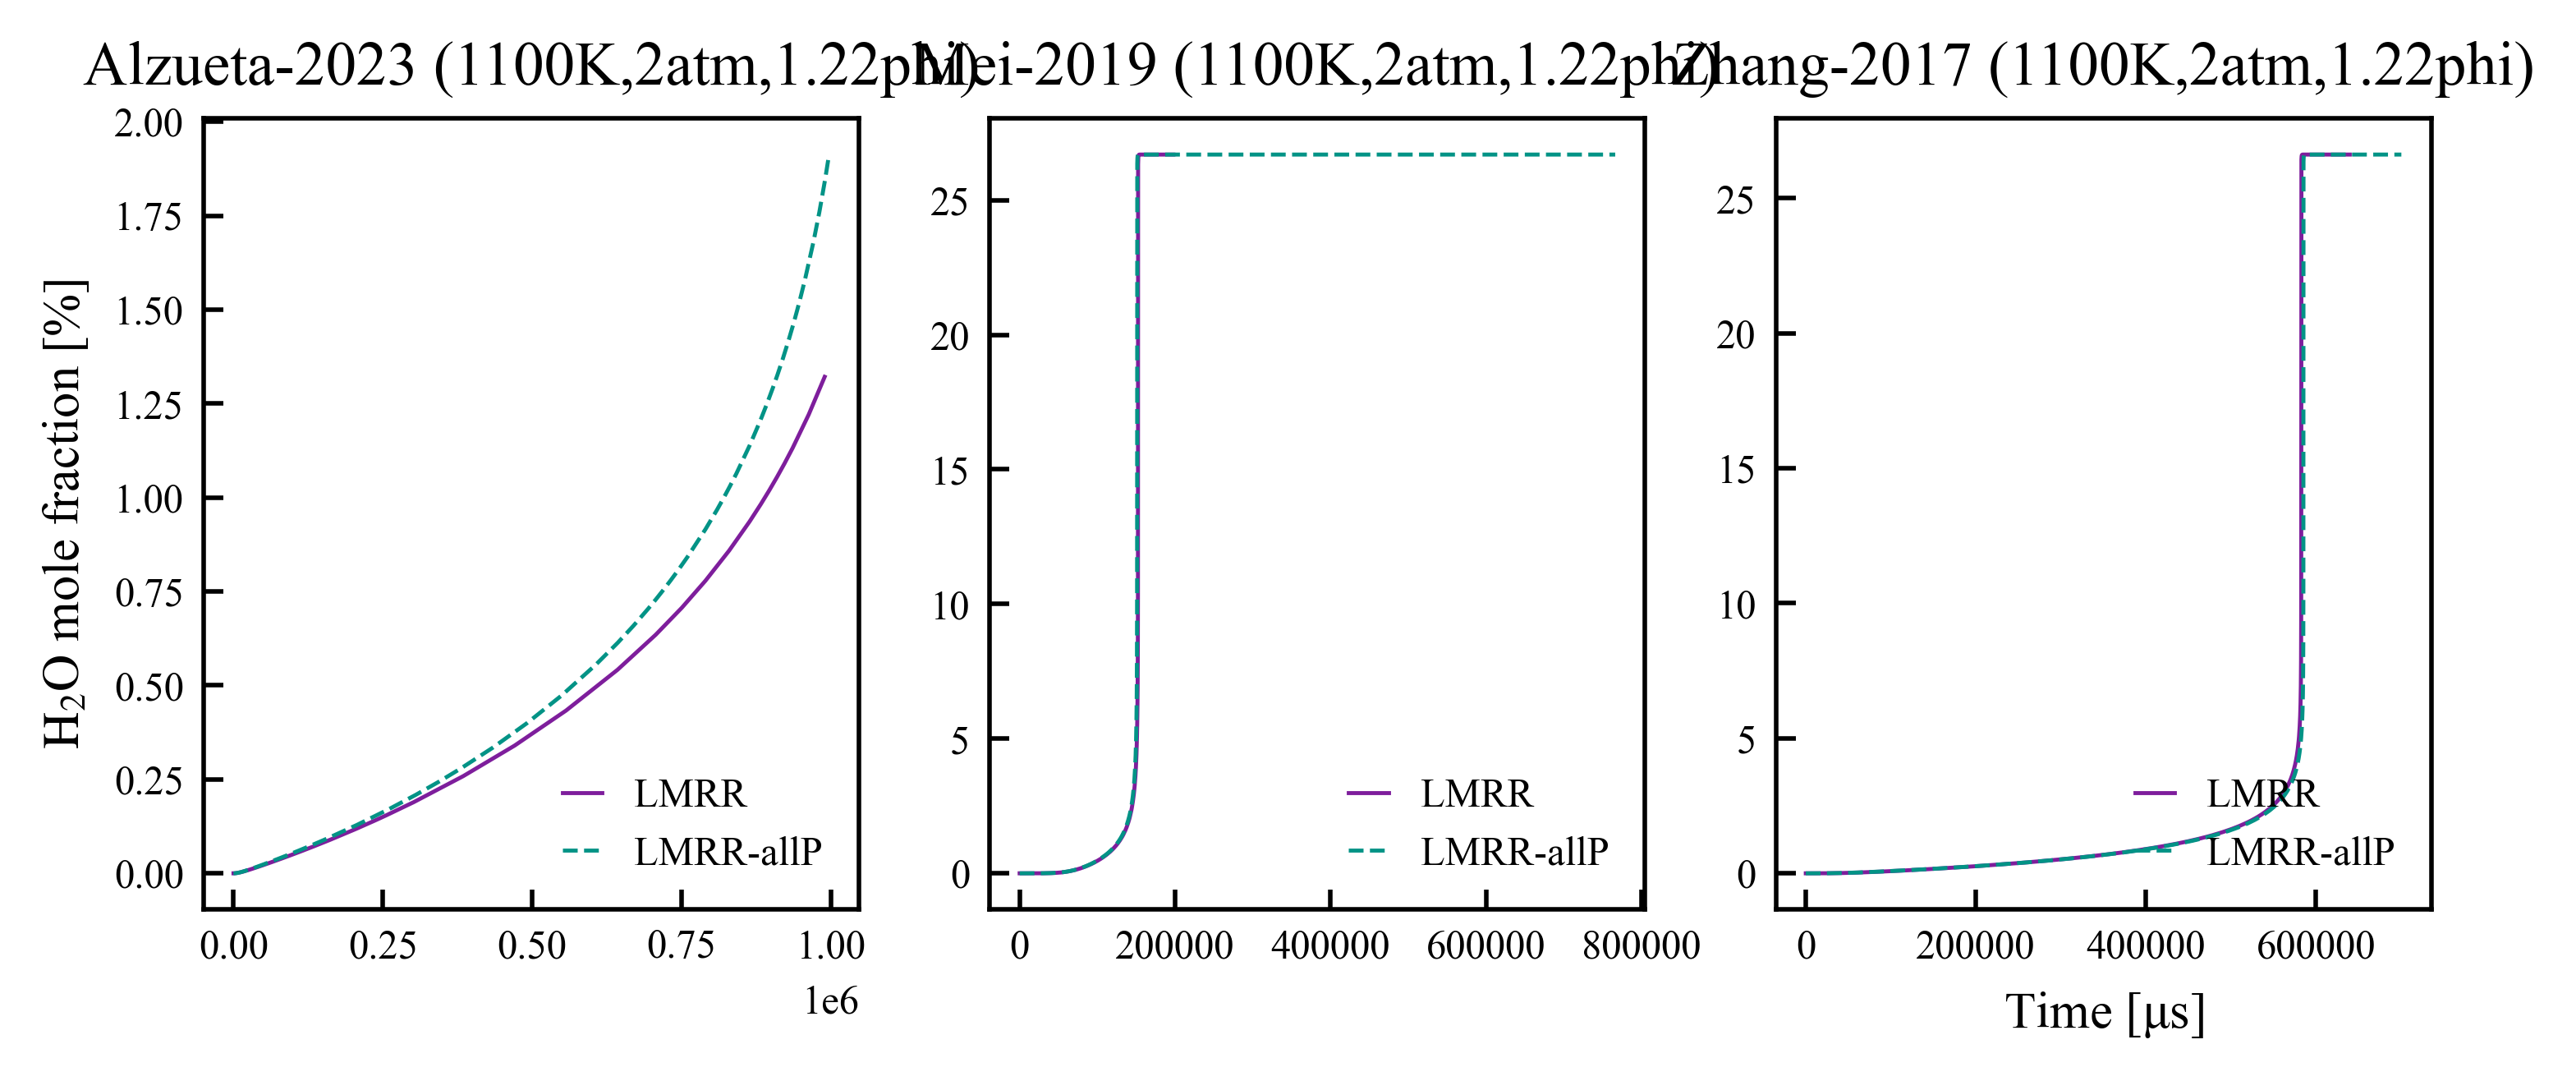 Alzueta-2023 (1100K,2atm,1.22phi)
Mei-2019 (1100K,2atm,1.22phi)
Zhang-2017 (1100K,2atm,1.22phi)
H₂O mole fraction [%]
2.00
1.75
1.50
1.25
1.00
0.75
0.50
0.25
0.00
LMRR
LMRR-allP
0.00 0.25 0.50 0.75 1.00
1e6
25
20
15
10
5
0
LMRR
LMRR-allP
0 200000 400000 600000 800000
25
20
15
10
5
0
LMRR
LMRR-allP
0 200000 400000 600000
Time [μs]